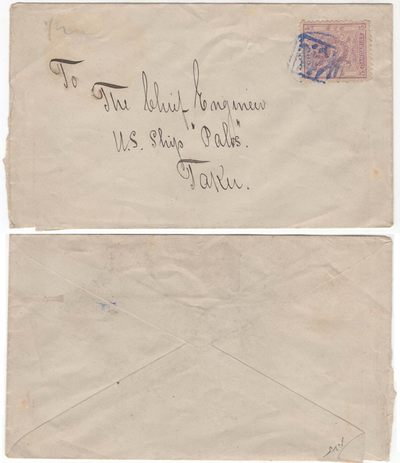 To
The Chief Engineer
U.S. Ship "Palos".
Taku.